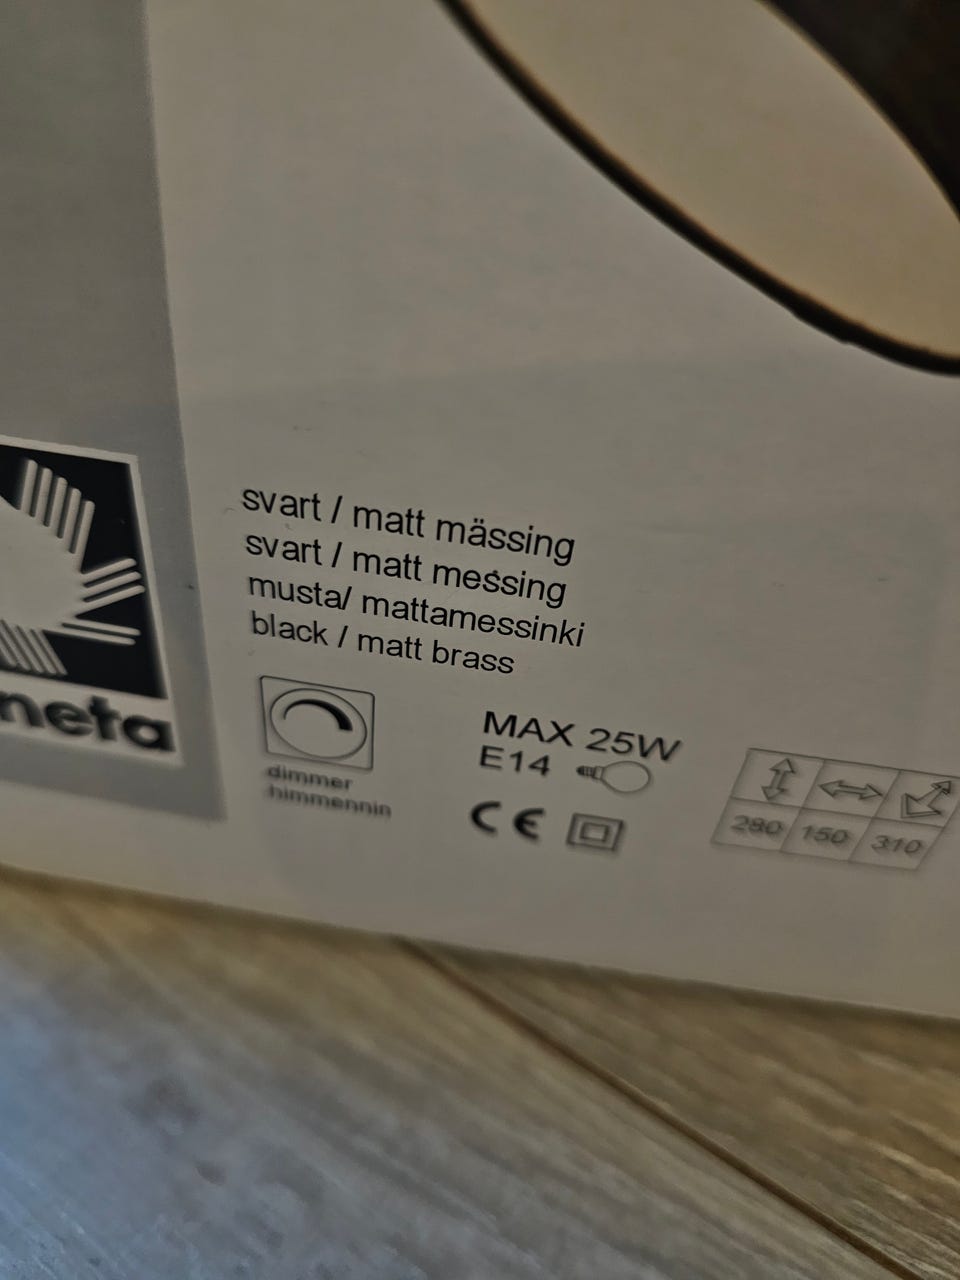 svart / matt mässing
svart / matt messing
musta/ mattamessinki
black / matt brass
neta
dimmer
himmennin
MAX 25W
E14
CE
280 150 310